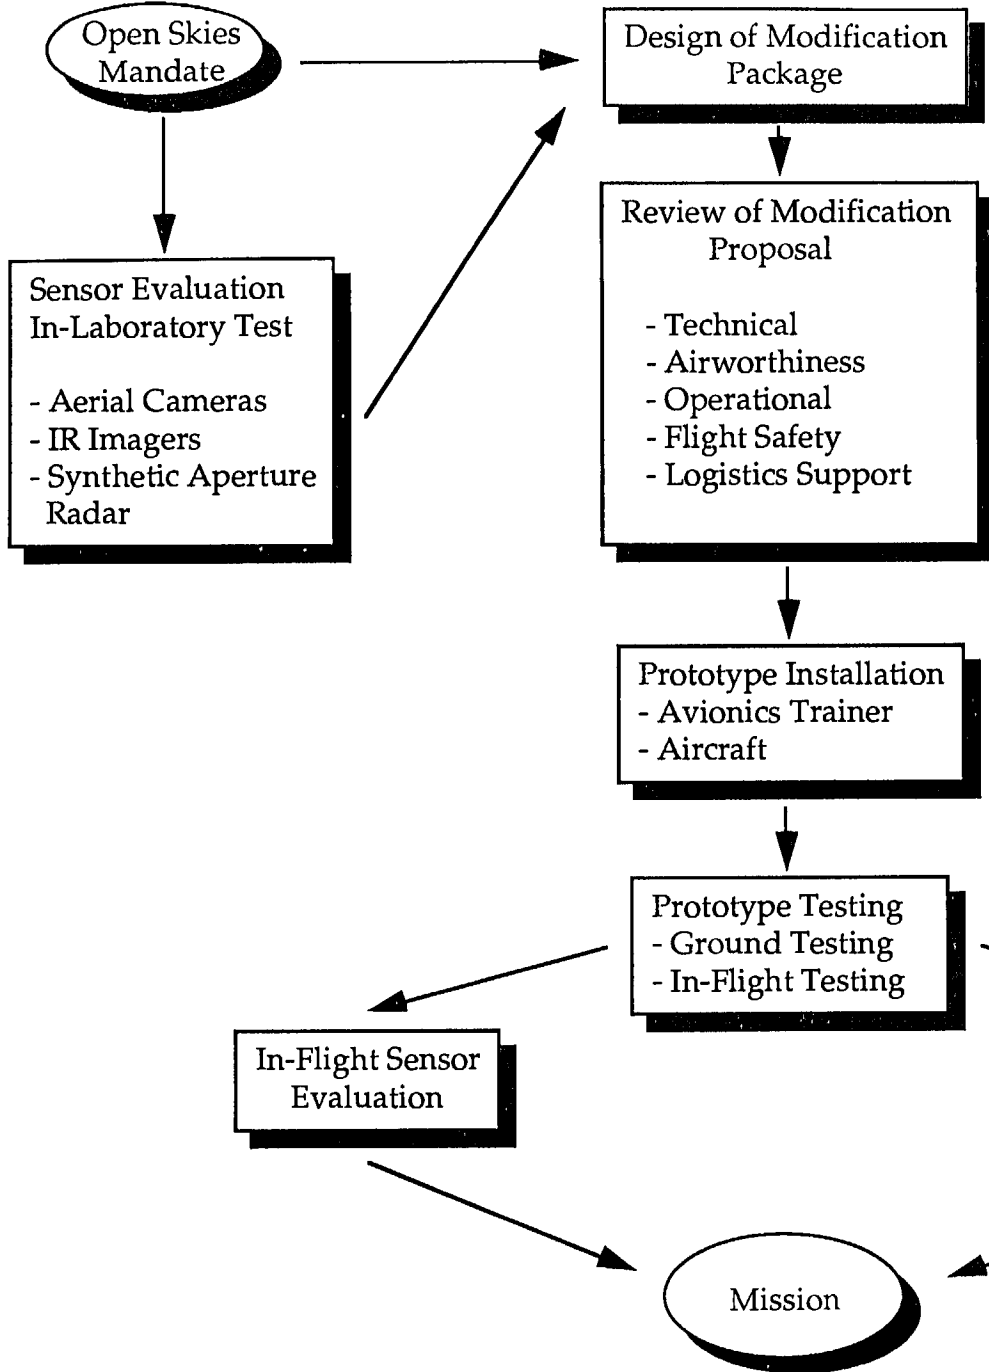 Open Skies
Mandate
Design of Modification
Package
Review of Modification
Proposal
- Technical
- Airworthiness
- Operational
- Flight Safety
- Logistics Support
Sensor Evaluation
In-Laboratory Test
- Aerial Cameras
- IR Imagers
- Synthetic Aperture
Radar
Prototype Installation
- Avionics Trainer
- Aircraft
Prototype Testing
- Ground Testing
- In-Flight Testing
In-Flight Sensor
Evaluation
Mission